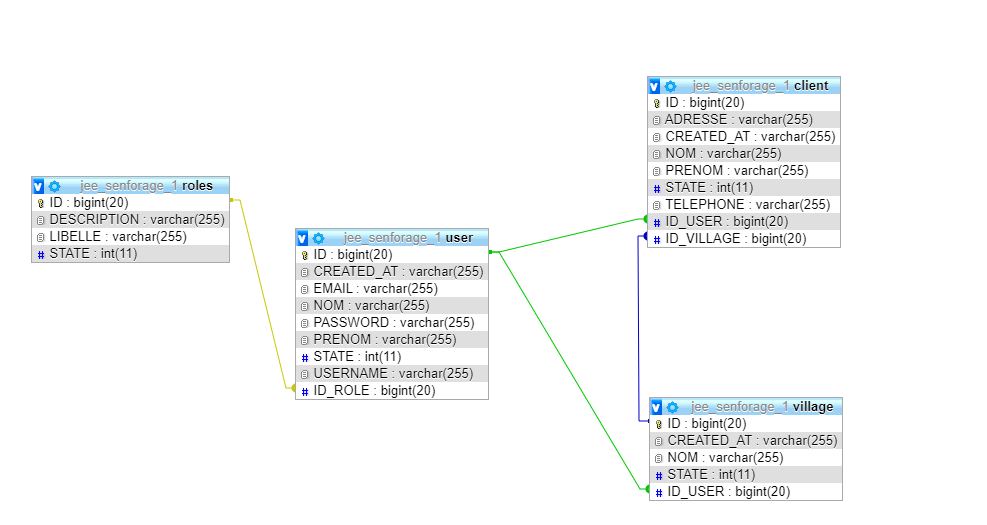 jee_senforage_1 roles
ID : bigint(20)
DESCRIPTION : varchar(255)
LIBELLE : varchar(255)
STATE : int(11)
jee_senforage_1 user
ID : bigint(20)
CREATED_AT : varchar(255)
EMAIL : varchar(255)
NOM : varchar(255)
PASSWORD : varchar(255)
PRENOM : varchar(255)
STATE : int(11)
USERNAME : varchar(255)
ID_ROLE : bigint(20)
jee_senforage_1 client
ID : bigint(20)
ADRESSE : varchar(255)
CREATED_AT : varchar(255)
NOM : varchar(255)
PRENOM : varchar(255)
STATE : int(11)
TELEPHONE : varchar(255)
ID_USER : bigint(20)
ID_VILLAGE : bigint(20)
jee_senforage_1 village
ID : bigint(20)
CREATED_AT : varchar(255)
NOM : varchar(255)
STATE : int(11)
ID_USER : bigint(20)